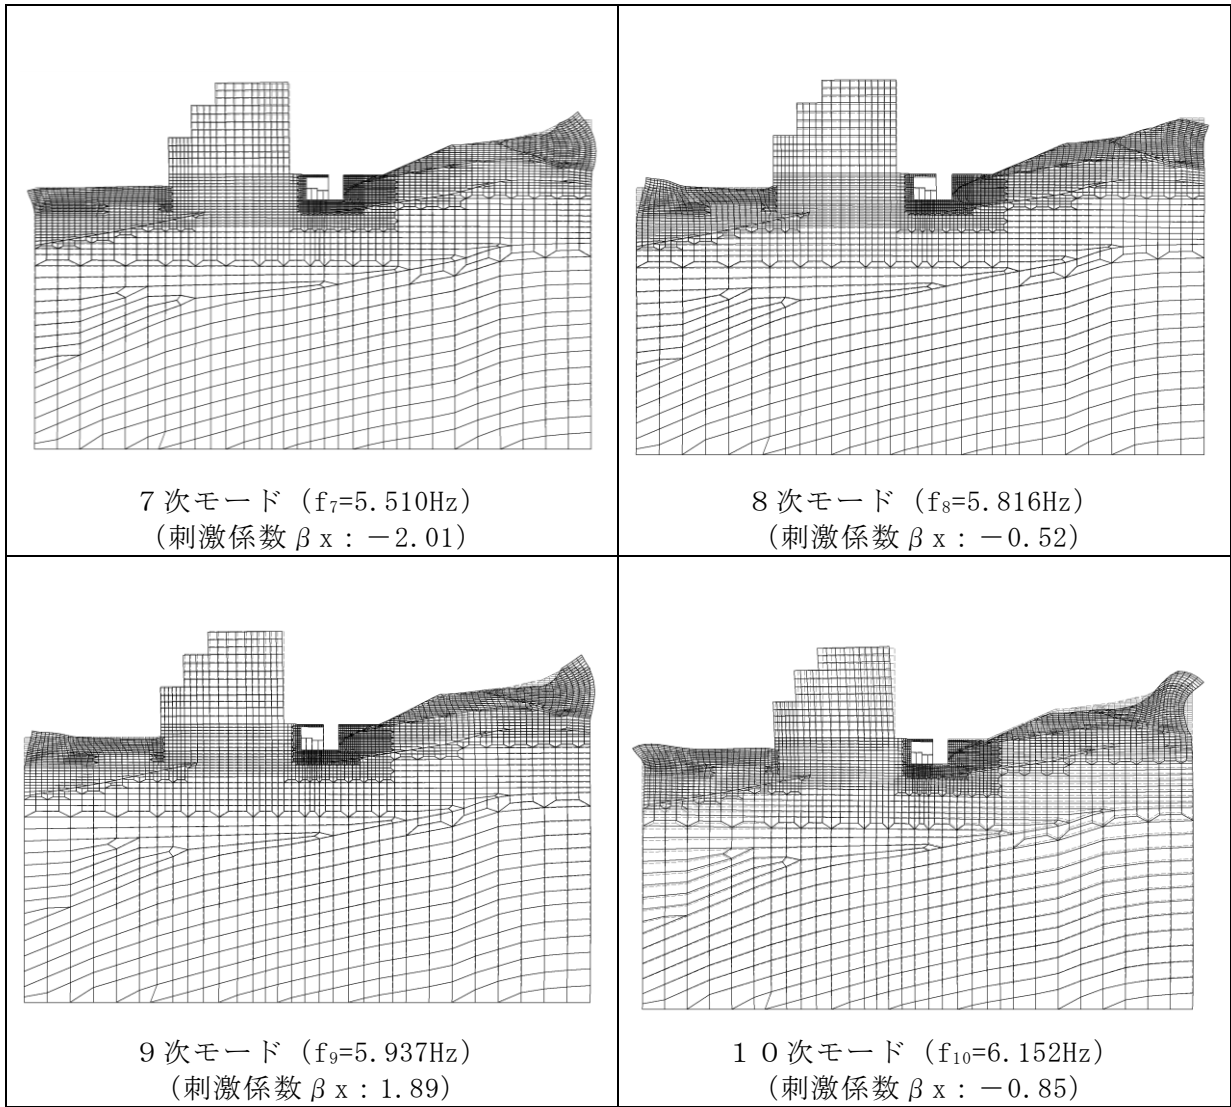 7次モード(f₇=5.510Hz)
(刺激係数βx:-2.01)
8次モード(f₈=5.816Hz)
(刺激係数βx:-0.52)
9次モード(f₉=5.937Hz)
(刺激係数βx:1.89)
10次モード(f₁₀=6.152Hz)
(刺激係数βx:-0.85)